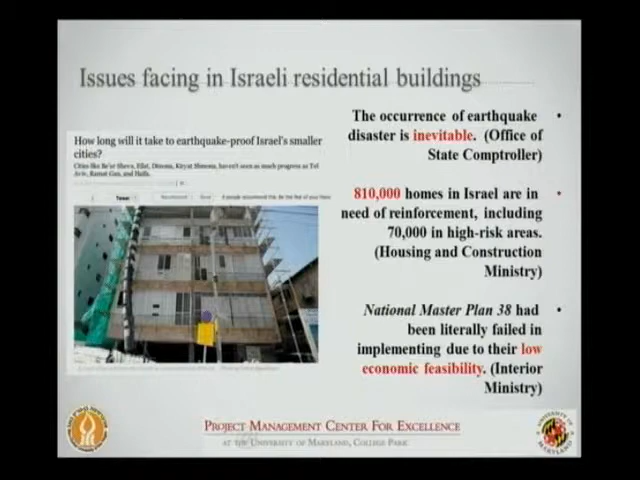 Issues facing in Israeli residential buildings
How long will it take to earthquake-proof Israel's smaller
cities?
Cities like Be'er Sheva, Eilat, Dimona, Kiryat Shmona, haven't seen as much progress as Tel
Aviv, Ramat Gan, and Haifa.
Tweet
The occurrence of earthquake
disaster is inevitable. (Office of
State Comptroller)
810,000 homes in Israel are in
need of reinforcement, including
70,000 in high-risk areas.
(Housing and Construction
Ministry)
National Master Plan 38 had
been literally failed in
implementing due to their low
economic feasibility. (Interior
Ministry)
PROJECT MANAGEMENT CENTER FOR EXCELLENCE
AT THE UNIVERSITY OF MARYLAND, COLLEGE PARK